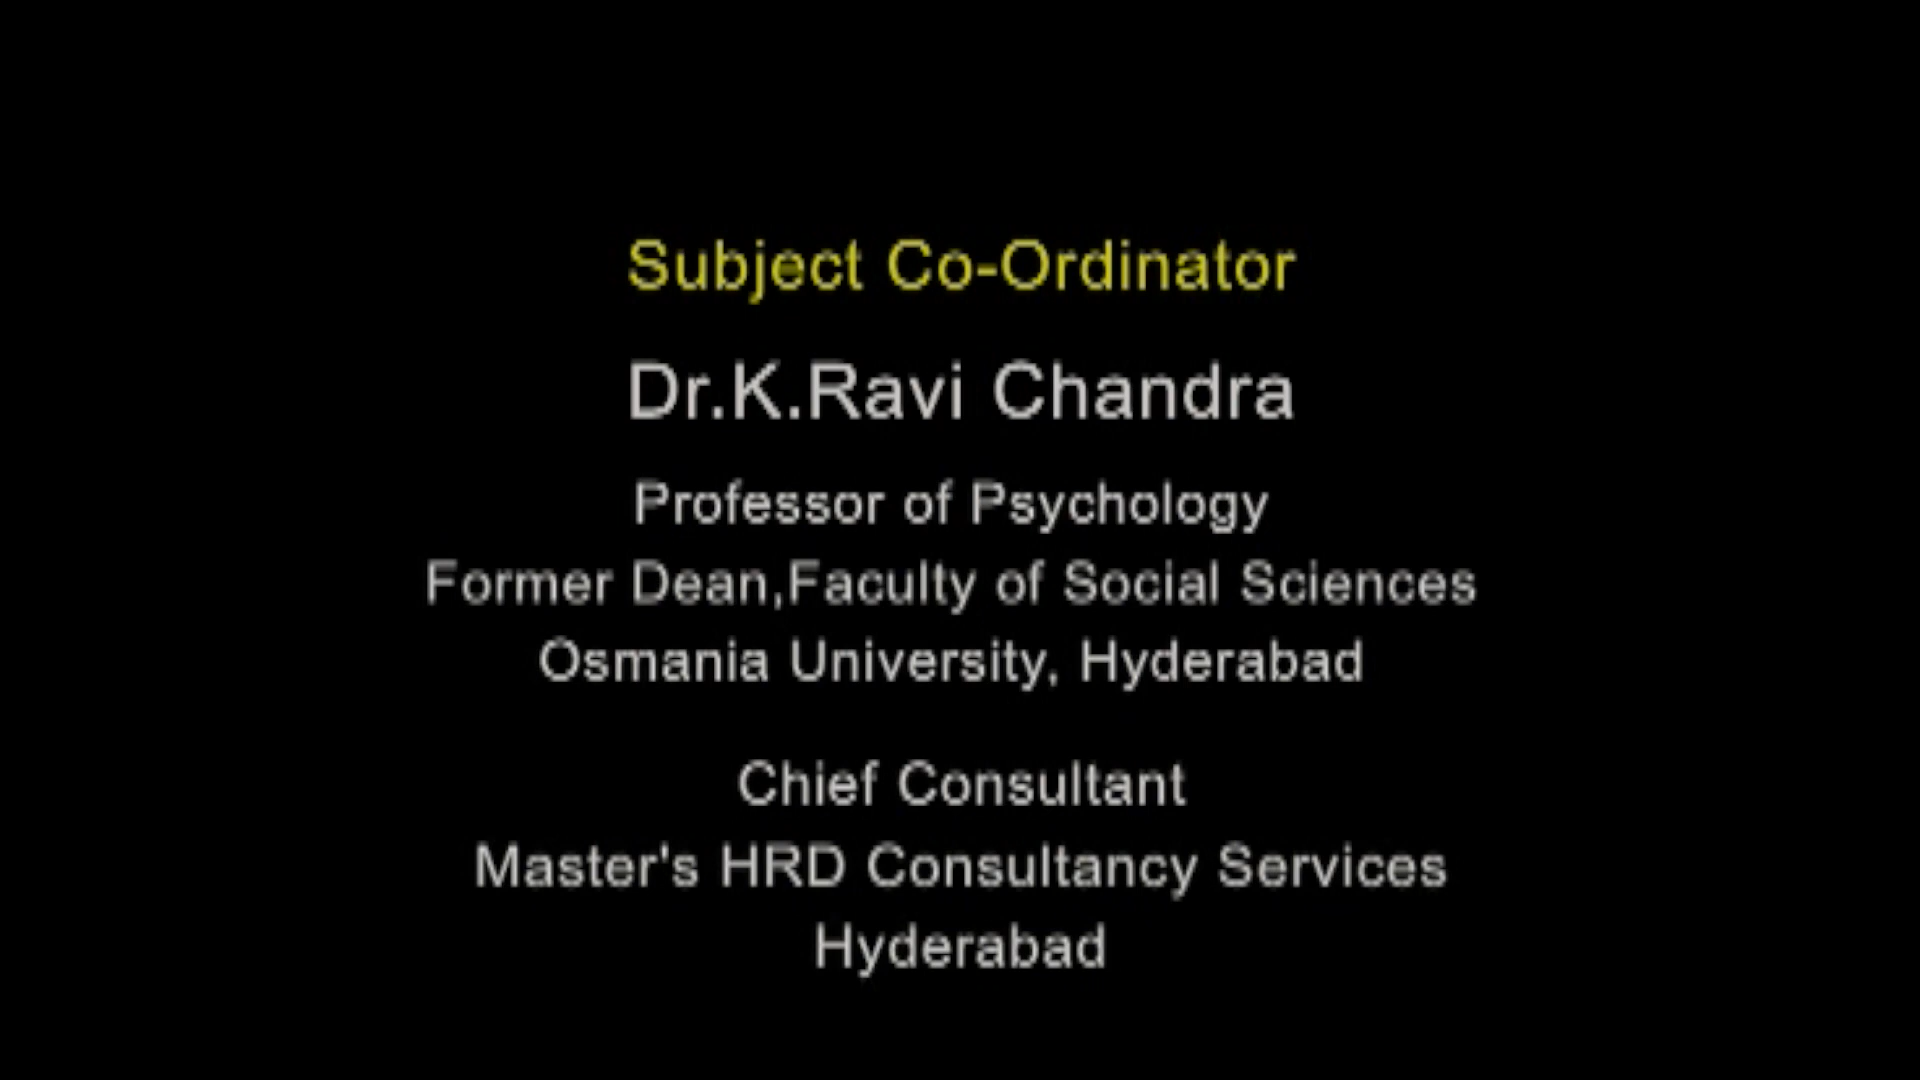 Subject Co-Ordinator
Dr.K.Ravi Chandra
Professor of Psychology
Former Dean,Faculty of Social Sciences
Osmania University, Hyderabad
Chief Consultant
Master's HRD Consultancy Services
Hyderabad